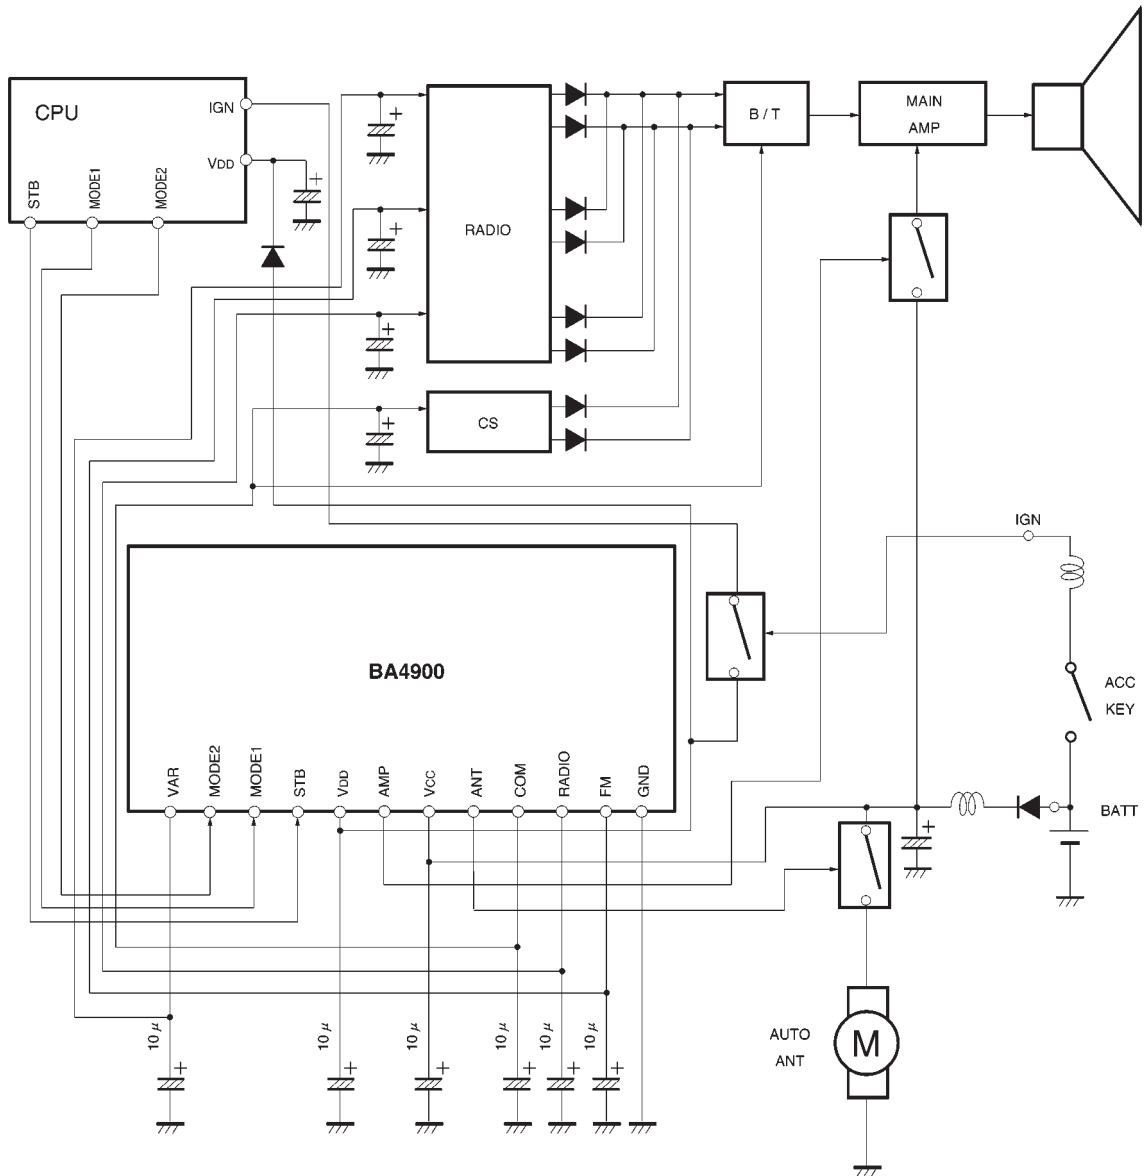 CPU
IGN
VDD
STB
MODE1
MODE2
RADIO
CS
B / T
MAIN
AMP
IGN
ACC
KEY
BATT
BA4900
VAR
MODE2
MODE1
STB
VDD
AMP
VCC
ANT
COM
RADIO
FM
GND
+
+
+
+
+
+
10 μ
+
10 μ
+
10 μ
+
10 μ
+
10 μ
+
10 μ
+
AUTO
ANT
M